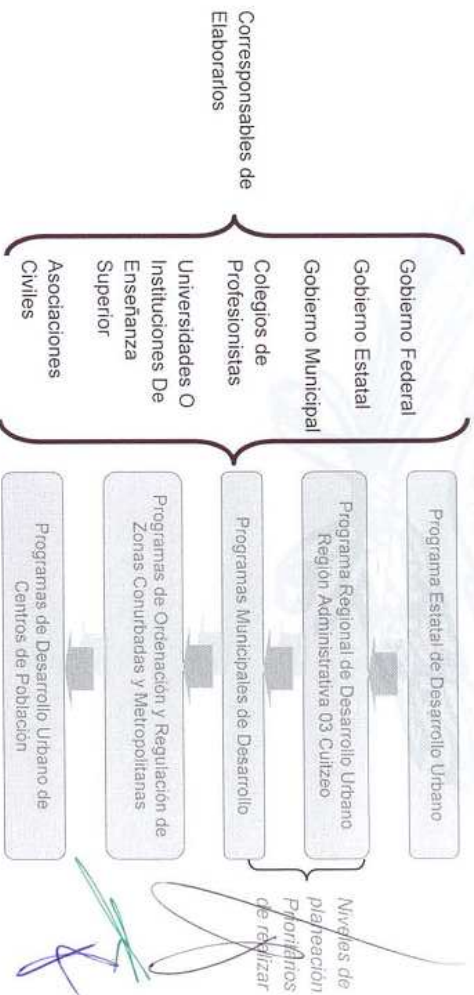 Corresponsables de
Elaborarlos
Gobierno Federal
Gobierno Estatal
Gobierno Municipal
Colegios de
Profesionistas
Universidades O
Instituciones De
Enseñanza
Superior
Asociaciones
Civiles
Programa Estatal de Desarrollo Urbano
Programa Regional de Desarrollo Urbano
Región Administrativa 03 Cuitzeo
Programas Municipales de Desarrollo
Programas de Ordenación y Regulación de
Zonas Conurbadas y Metropolitanas
Programas de Desarrollo Urbano de
Centros de Población
Niveles de
planeación
Prioritarios
de realizar